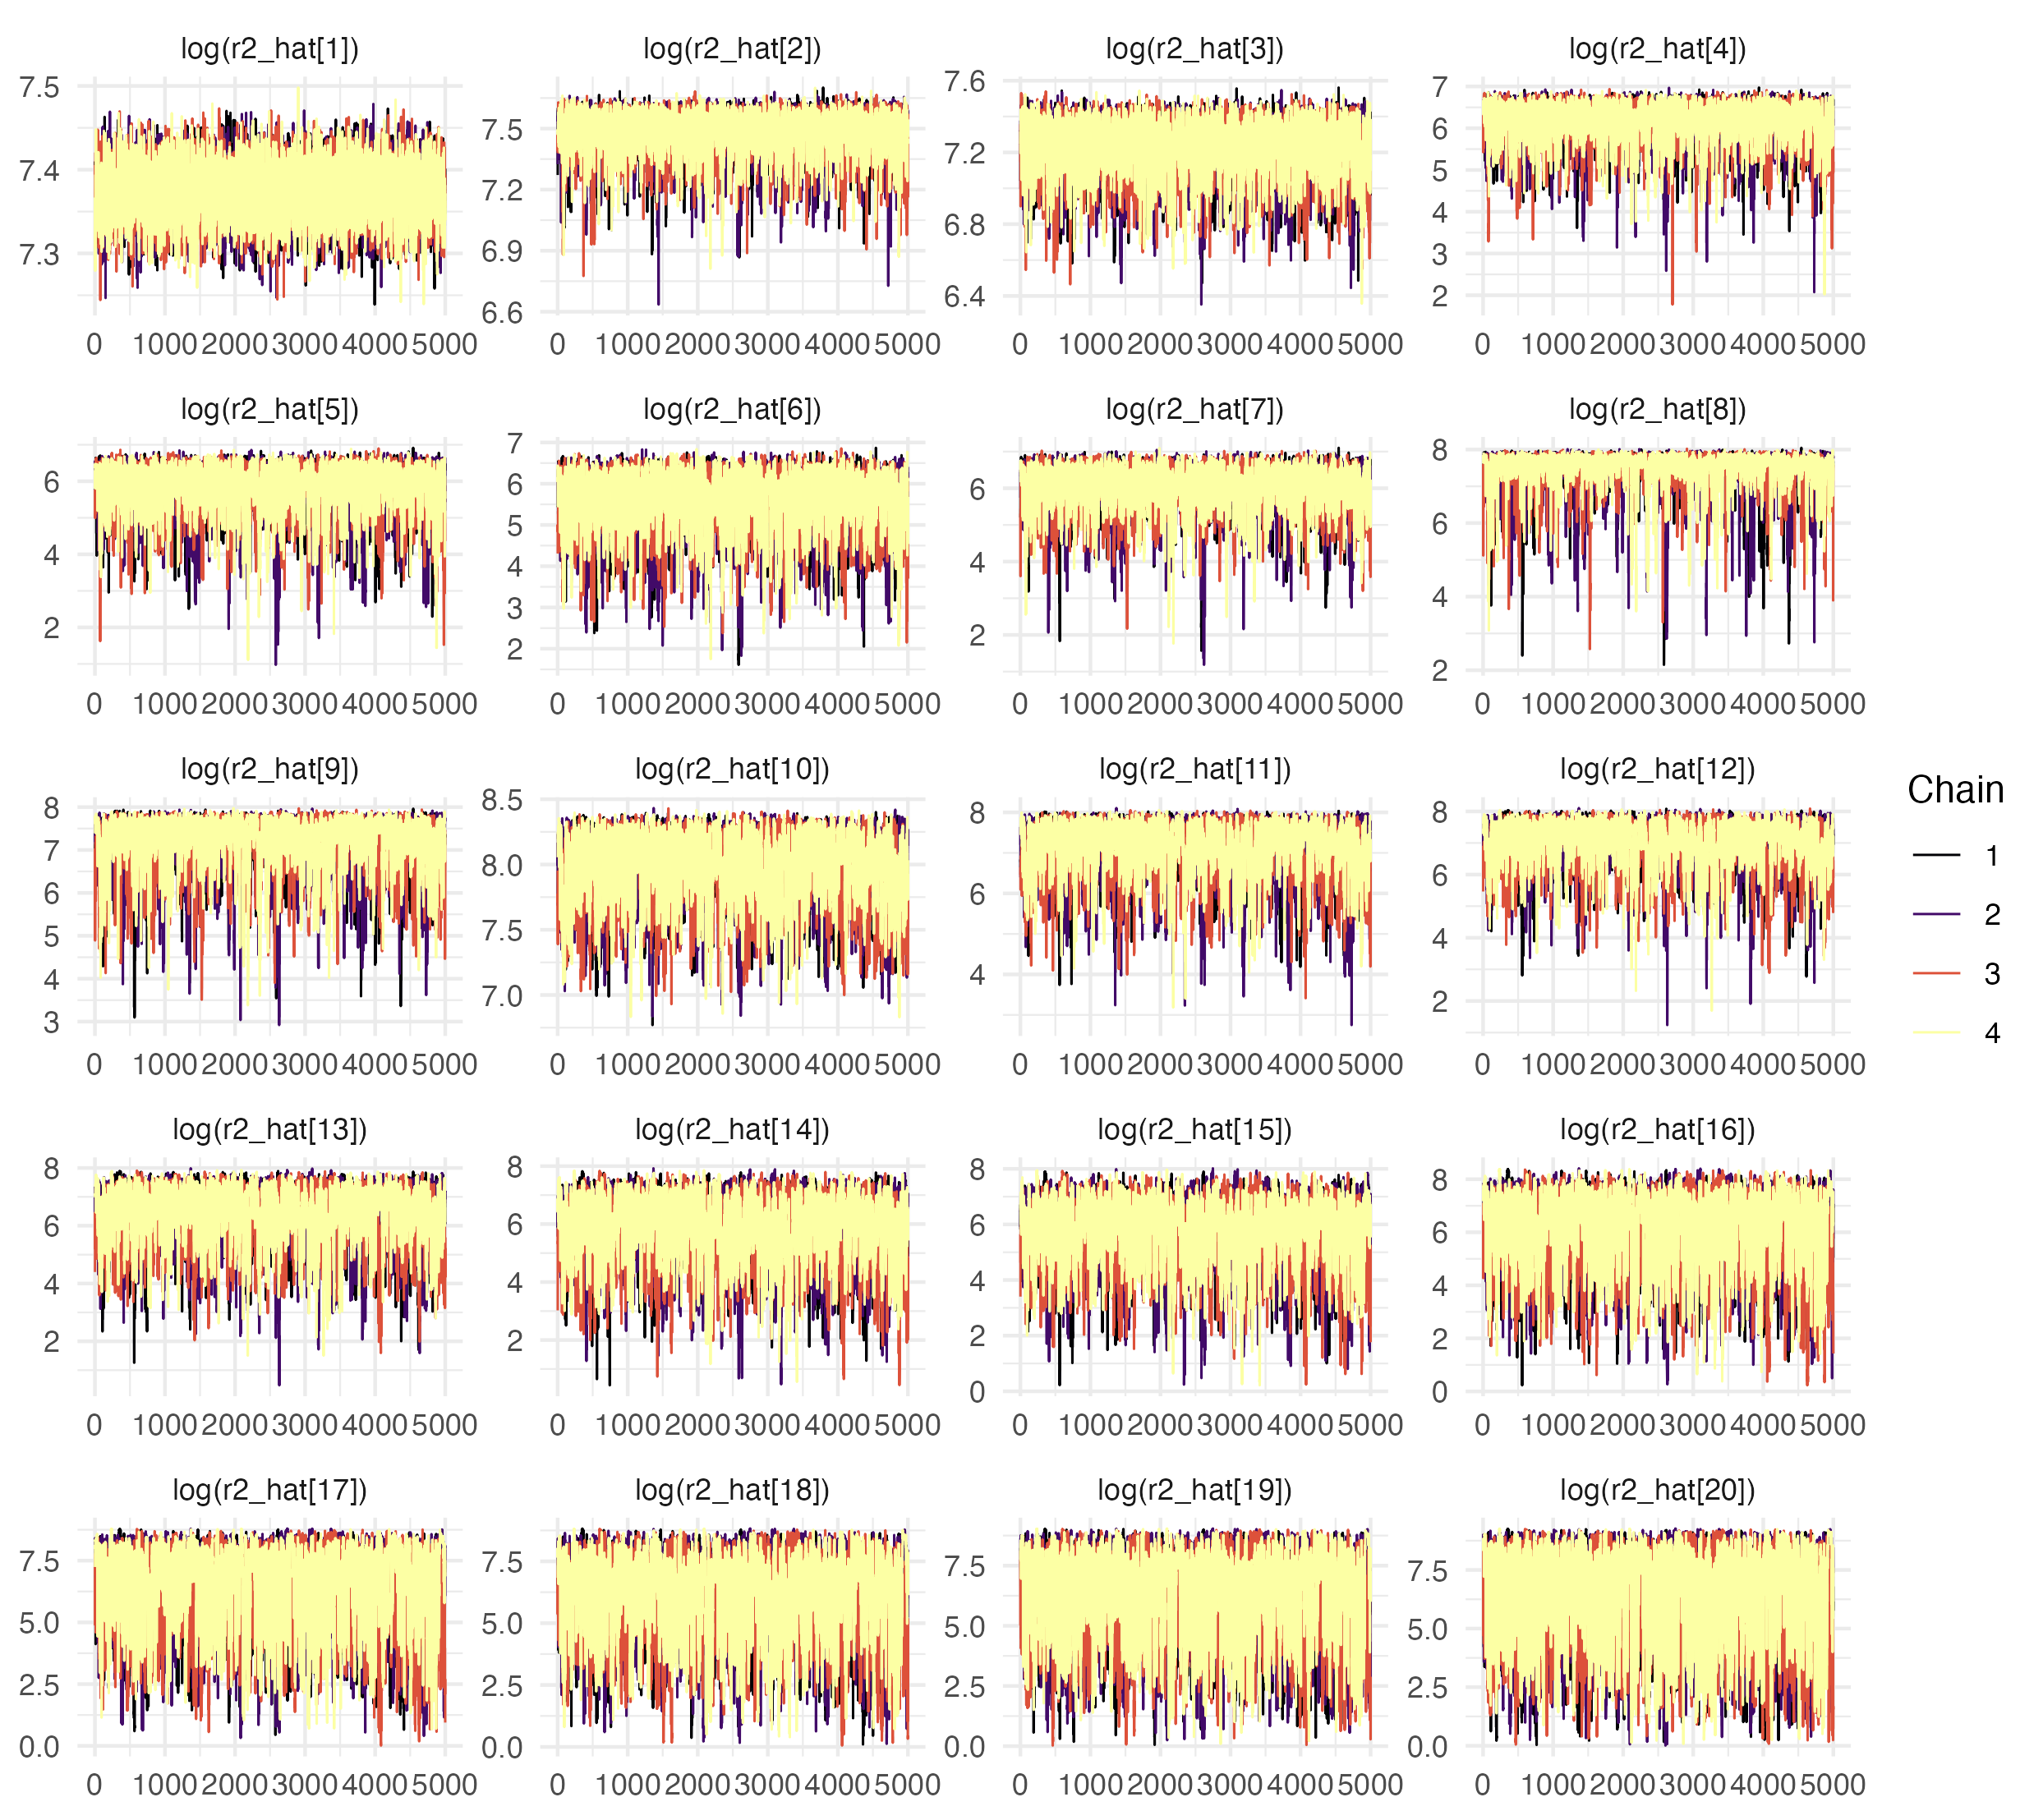 log(r2_hat[1]) log(r2_hat[2]) log(r2_hat[3]) log(r2_hat[4])
7.5 7.4 7.3
7.5 7.2 6.9 6.6
7.6 7.2 6.8 6.4
7 6 5 4 3 2
0 1000 2000 3000 4000 5000 0 1000 2000 3000 4000 5000 0 1000 2000 3000 4000 5000 0 1000 2000 3000 4000 5000
log(r2_hat[5]) log(r2_hat[6]) log(r2_hat[7]) log(r2_hat[8])
6 4 2
7 6 5 4 3 2
6 4 2
8 6 4 2
0 1000 2000 3000 4000 5000 0 1000 2000 3000 4000 5000 0 1000 2000 3000 4000 5000 0 1000 2000 3000 4000 5000
log(r2_hat[9]) log(r2_hat[10]) log(r2_hat[11]) log(r2_hat[12])
8 7 6 5 4 3
8.5 8.0 7.5 7.0
8 6 4
8 6 4 2
0 1000 2000 3000 4000 5000 0 1000 2000 3000 4000 5000 0 1000 2000 3000 4000 5000 0 1000 2000 3000 4000 5000
log(r2_hat[13]) log(r2_hat[14]) log(r2_hat[15]) log(r2_hat[16])
8 6 4 2
8 6 4 2
8 6 4 2 0
8 6 4 2 0
0 1000 2000 3000 4000 5000 0 1000 2000 3000 4000 5000 0 1000 2000 3000 4000 5000 0 1000 2000 3000 4000 5000
log(r2_hat[17]) log(r2_hat[18]) log(r2_hat[19]) log(r2_hat[20])
7.5 5.0 2.5 0.0
7.5 5.0 2.5 0.0
7.5 5.0 2.5 0.0
7.5 5.0 2.5 0.0
0 1000 2000 3000 4000 5000 0 1000 2000 3000 4000 5000 0 1000 2000 3000 4000 5000 0 1000 2000 3000 4000 5000
Chain
1
2
3
4